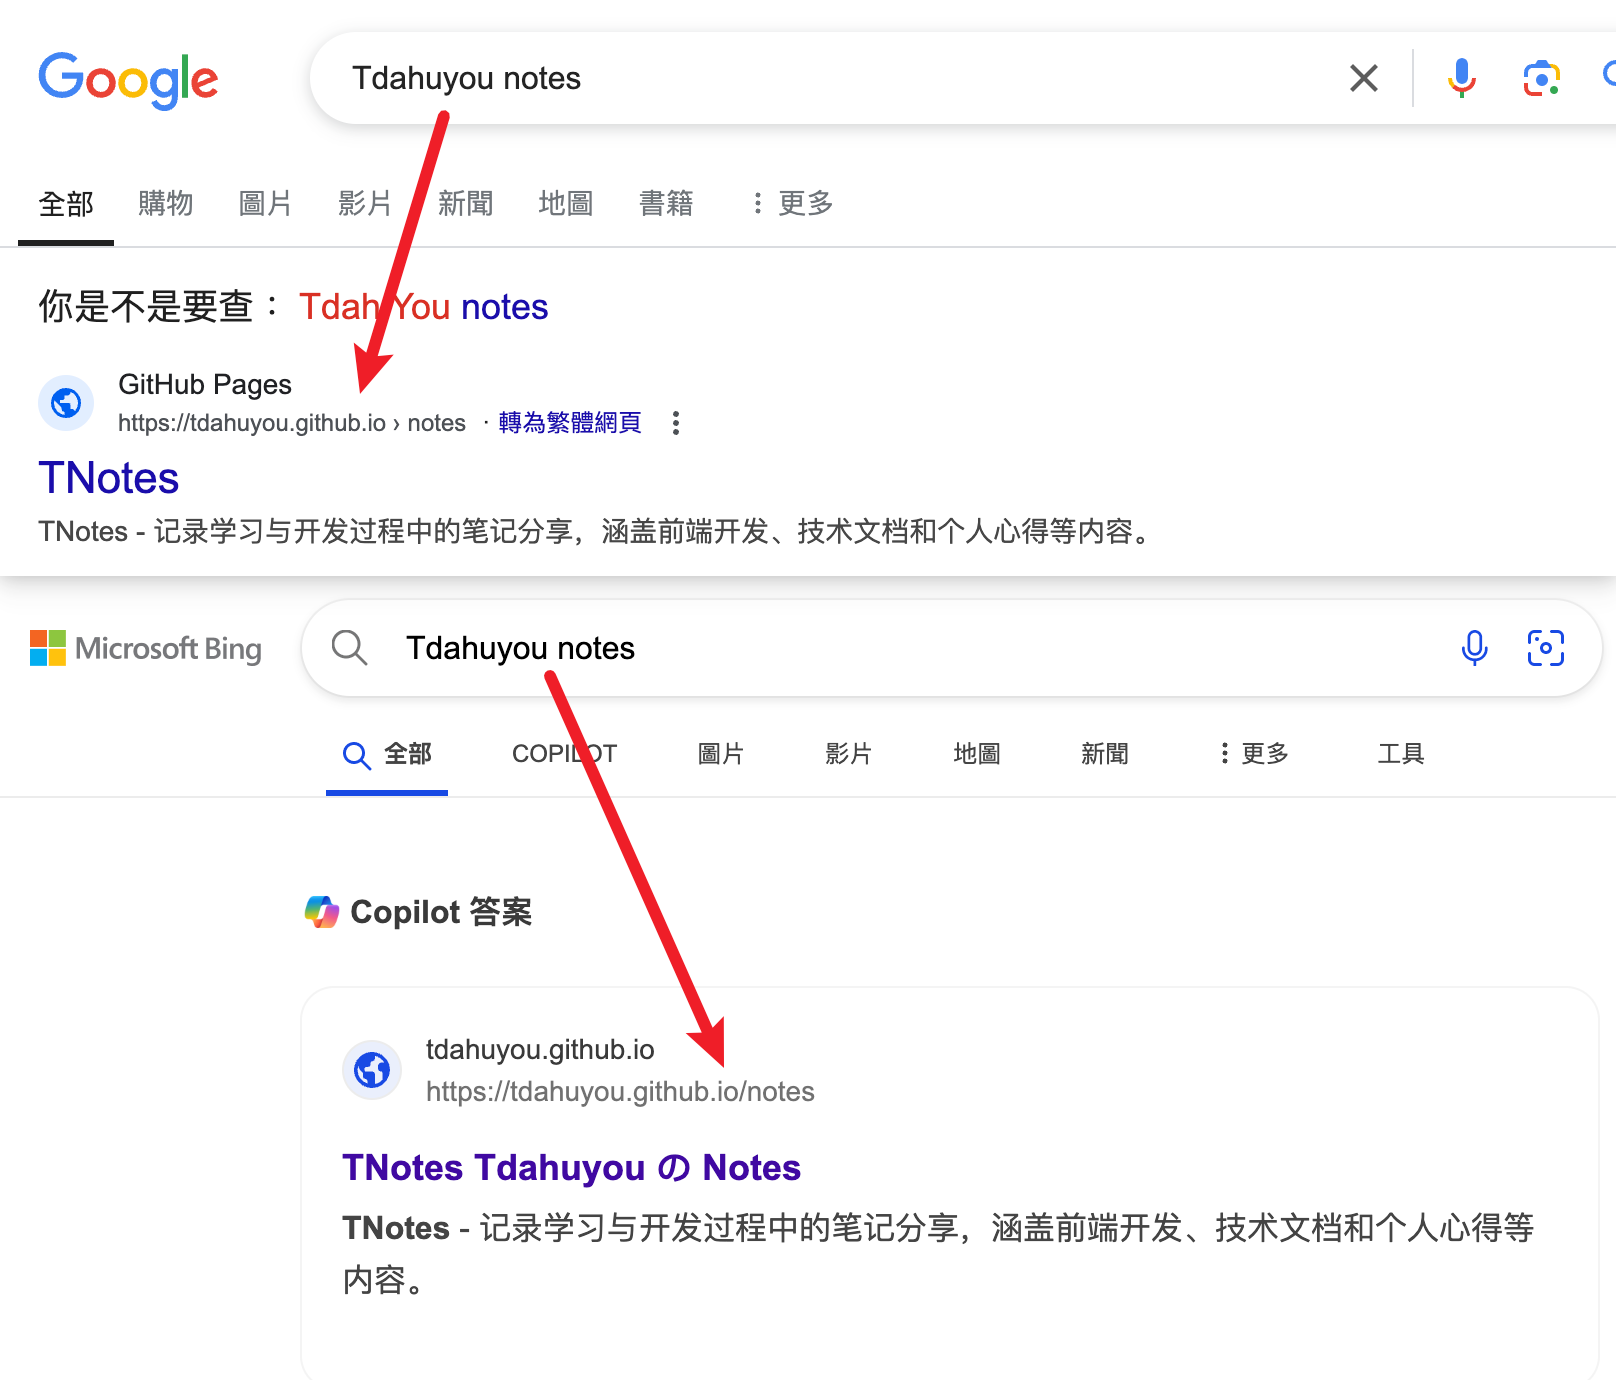 Google
Tdahuyou notes
全部 購物 圖片 影片 新聞 地圖 書籍 更多
你是不是要查： Tdah You notes
GitHub Pages
https://tdahuyou.github.io › notes · 轉為繁體網頁
TNotes
TNotes - 记录学习与开发过程中的笔记分享，涵盖前端开发、技术文档和个人心得等内容。
Microsoft Bing
Tdahuyou notes
全部 COPILOT 圖片 影片 地圖 新聞 更多 工具
Copilot 答案
tdahuyou.github.io
https://tdahuyou.github.io/notes
TNotes Tdahuyou の Notes
TNotes - 记录学习与开发过程中的笔记分享，涵盖前端开发、技术文档和个人心得等
内容。